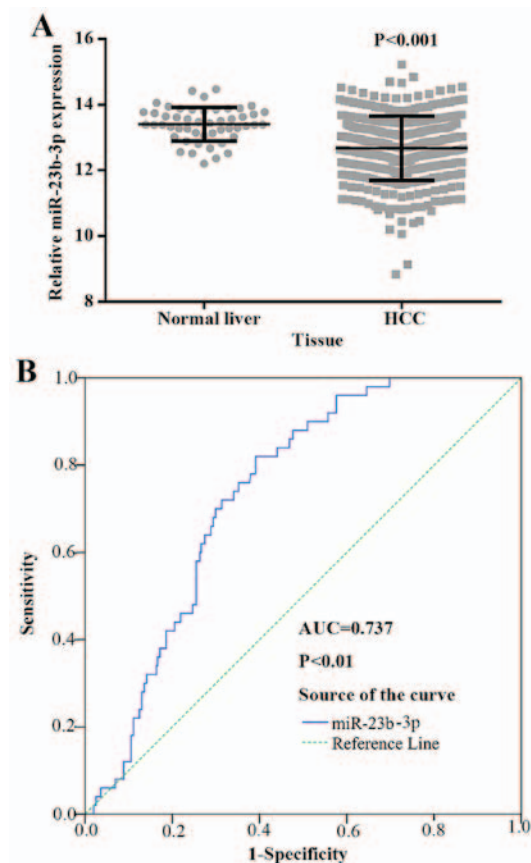 A
P<0.001
Relative miR-23b-3p expression
16
14
12
10
8
Normal liver HCC
Tissue
B
1.0
0.8
0.6
0.4
0.2
0.0
Sensitivity
AUC=0.737
P<0.01
Source of the curve
miR-23b-3p
Reference Line
0.0 0.2 0.4 0.6 0.8 1.0
1-Specificity